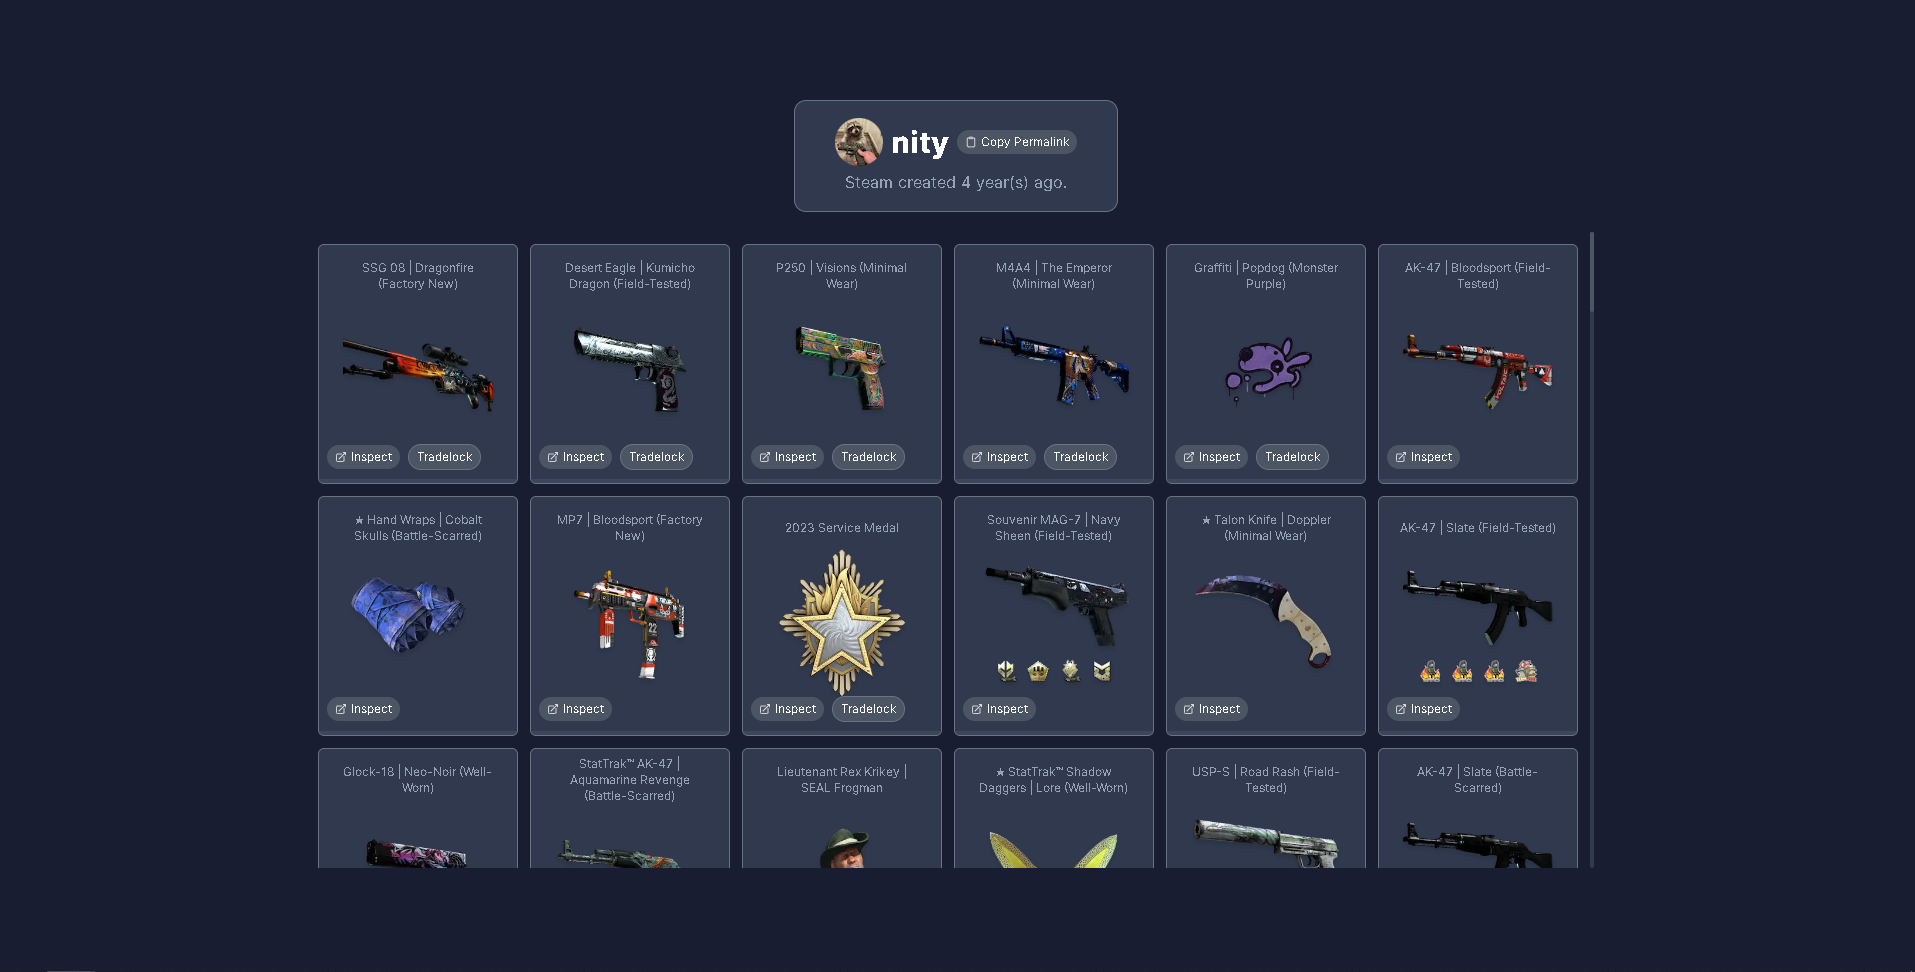 nity
Copy Permalink
Steam created 4 year(s) ago.
SSG 08 | Dragonfire
(Factory New)
Inspect
Tradelock
Desert Eagle | Kumicho
Dragon (Field-Tested)
Inspect
Tradelock
P250 | Visions (Minimal
Wear)
Inspect
Tradelock
M4A4 | The Emperor
(Minimal Wear)
Inspect
Tradelock
Graffiti | Popdog (Monster
Purple)
Inspect
Tradelock
AK-47 | Bloodsport (Field-
Tested)
Inspect
★ Hand Wraps | Cobalt
Skulls (Battle-Scarred)
Inspect
MP7 | Bloodsport (Factory
New)
22
Inspect
2023 Service Medal
Inspect
Tradelock
Souvenir MAG-7 | Navy
Sheen (Field-Tested)
Inspect
★ Talon Knife | Doppler
(Minimal Wear)
Inspect
AK-47 | Slate (Field-Tested)
Inspect
Glock-18 | Neo-Noir (Well-
Worn)
StatTrak™ AK-47 |
Aquamarine Revenge
(Battle-Scarred)
Lieutenant Rex Krikey |
SEAL Frogman
★ StatTrak™ Shadow
Daggers | Lore (Well-Worn)
USP-S | Road Rash (Field-
Tested)
AK-47 | Slate (Battle-
Scarred)